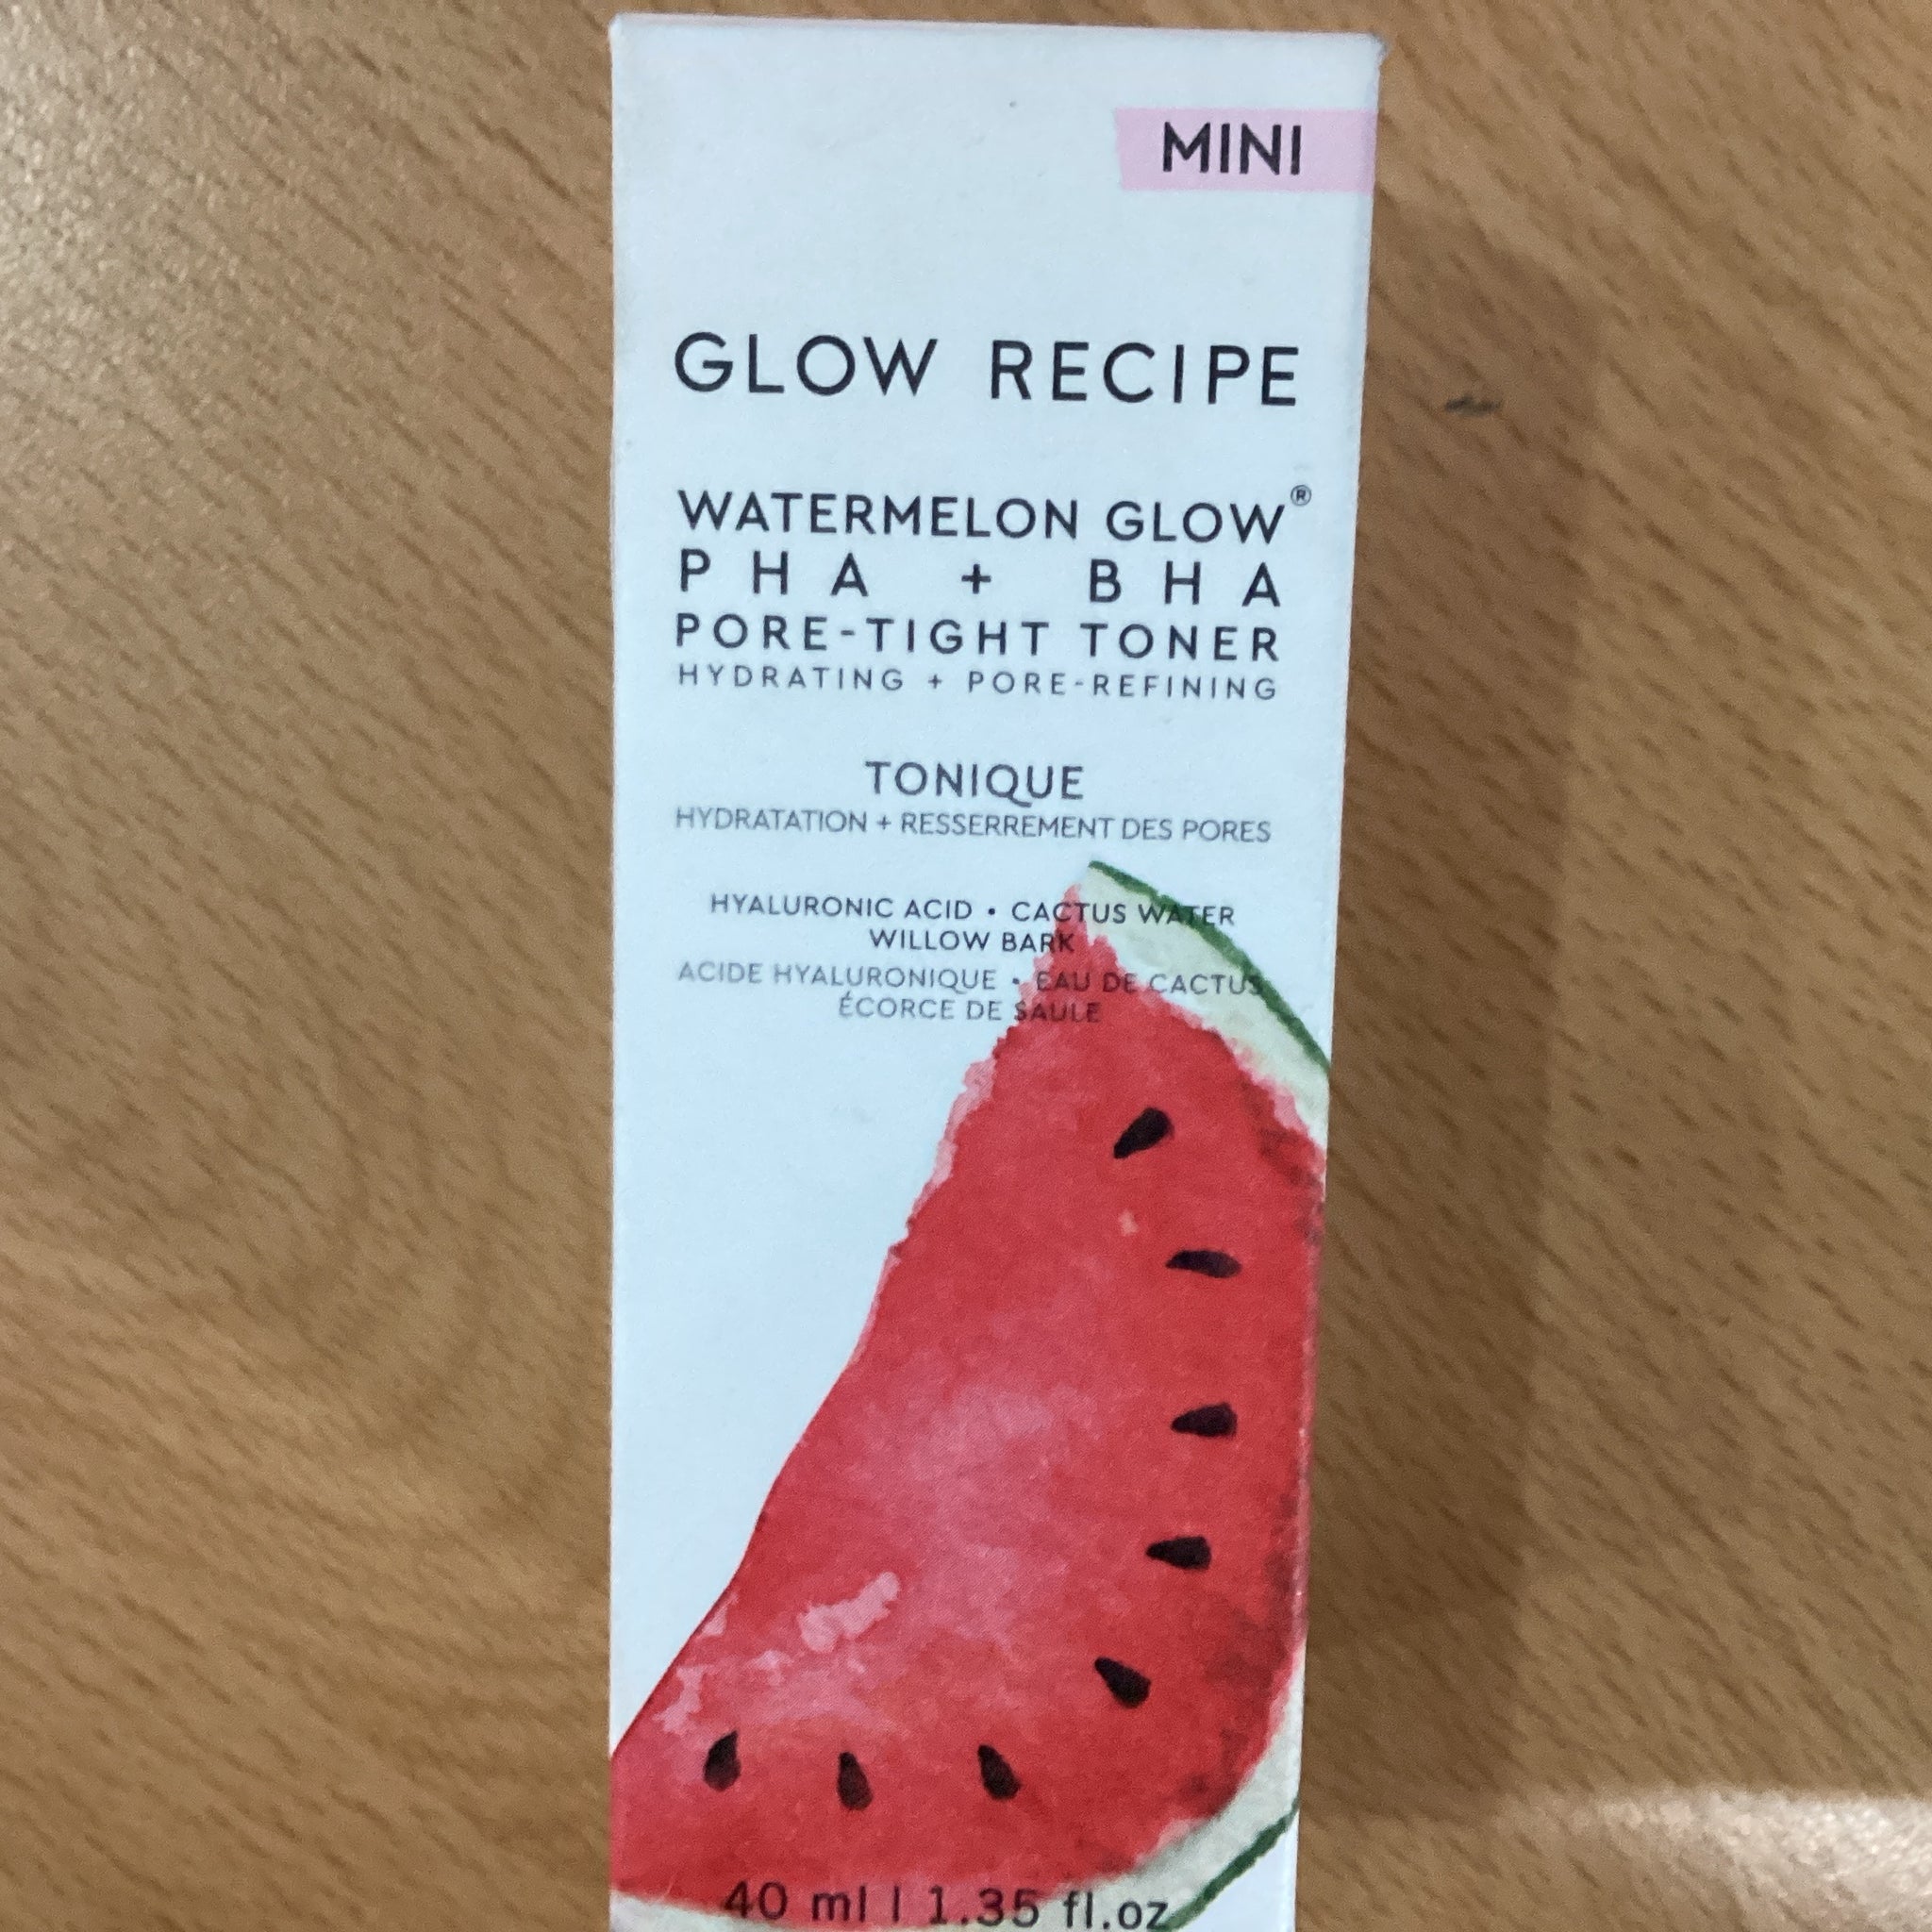 MINI
GLOW RECIPE
WATERMELON GLOW®
PHA + BHA
PORE-TIGHT TONER
HYDRATING + PORE-REFINING
TONIQUE
HYDRATATION + RESSERREMENT DES PORES
HYALURONIC ACID • CACTUS WATER
WILLOW BARK
ACIDE HYALURONIQUE • EAU DE CACTUS
ÉCORCE DE SAULE
40 ml | 1.35 fl.oz